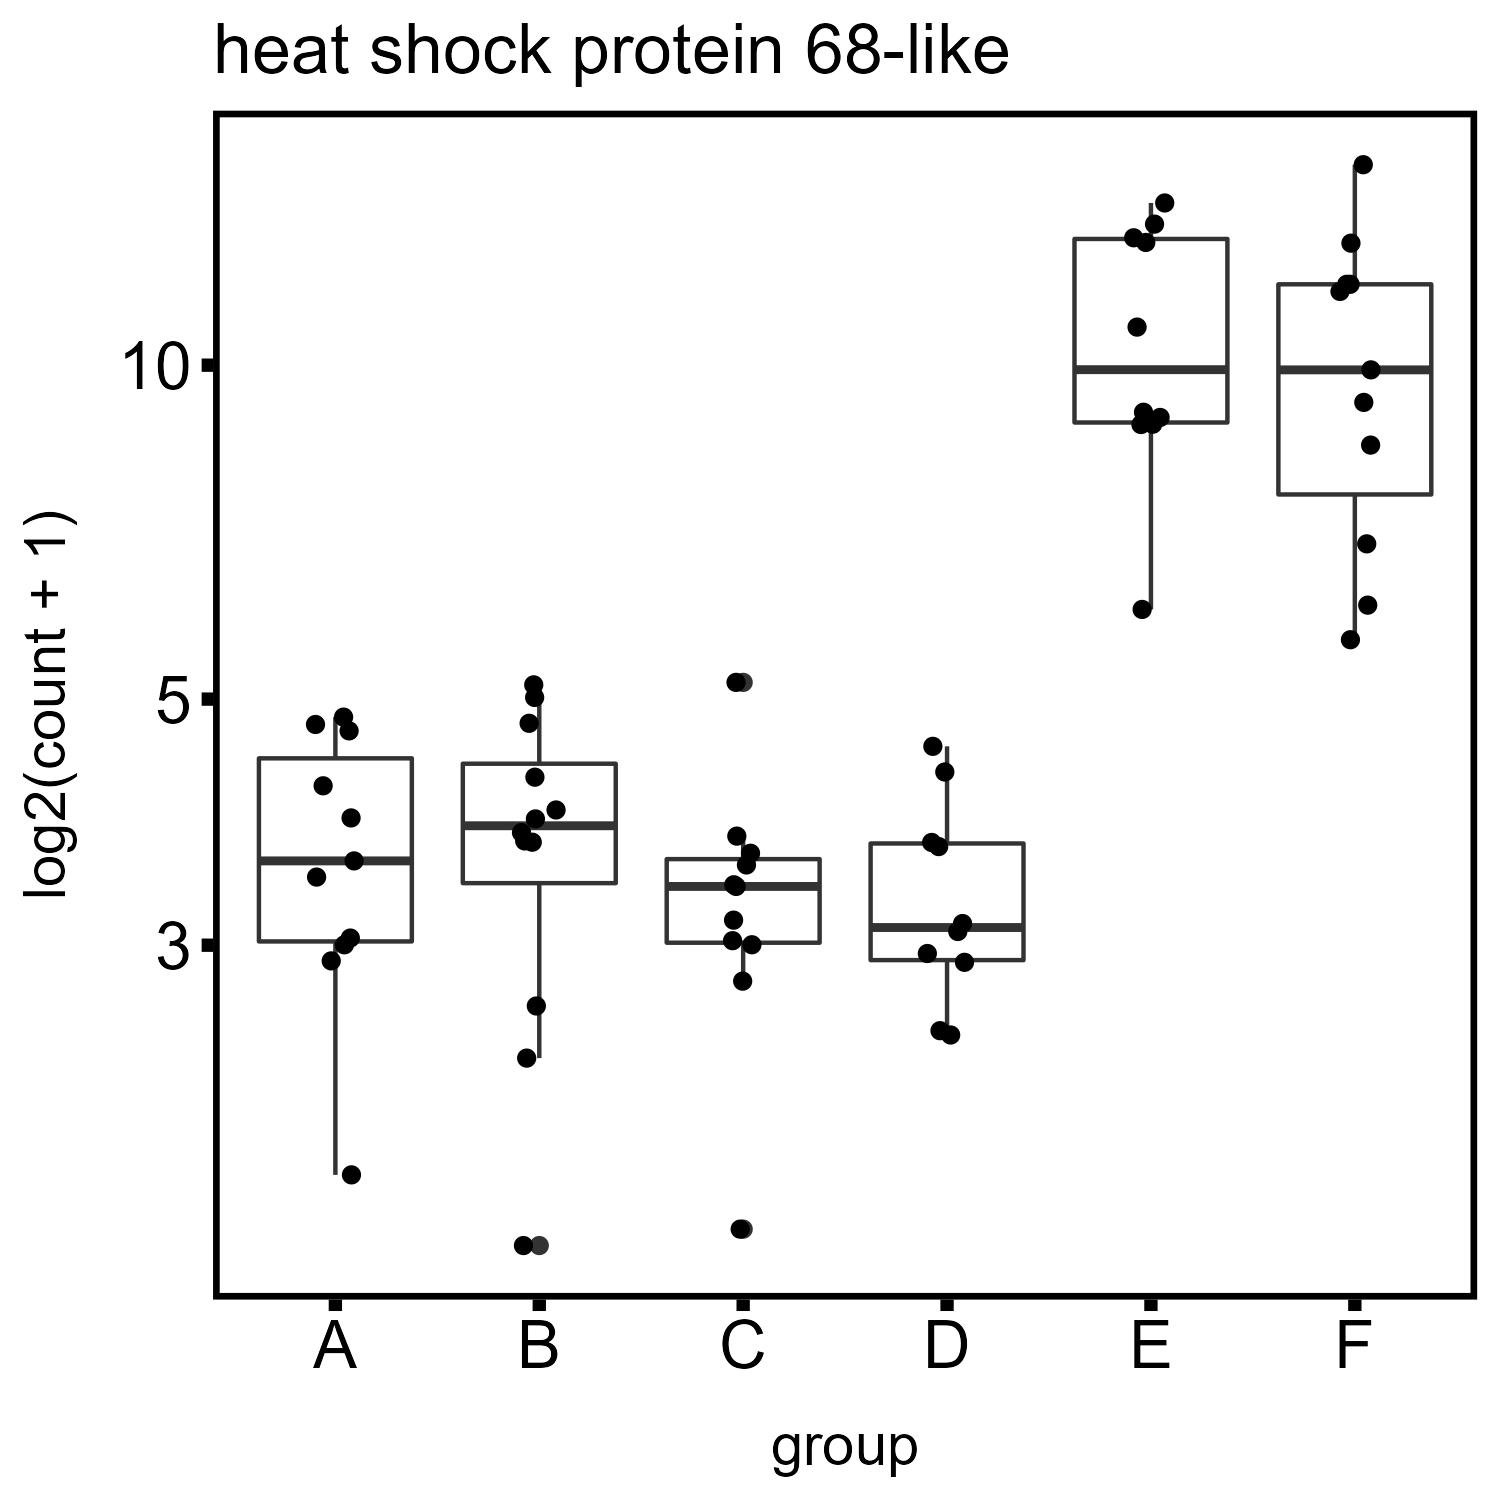 heat shock protein 68-like
log2(count + 1)
10
5
3
A B C D E F
group